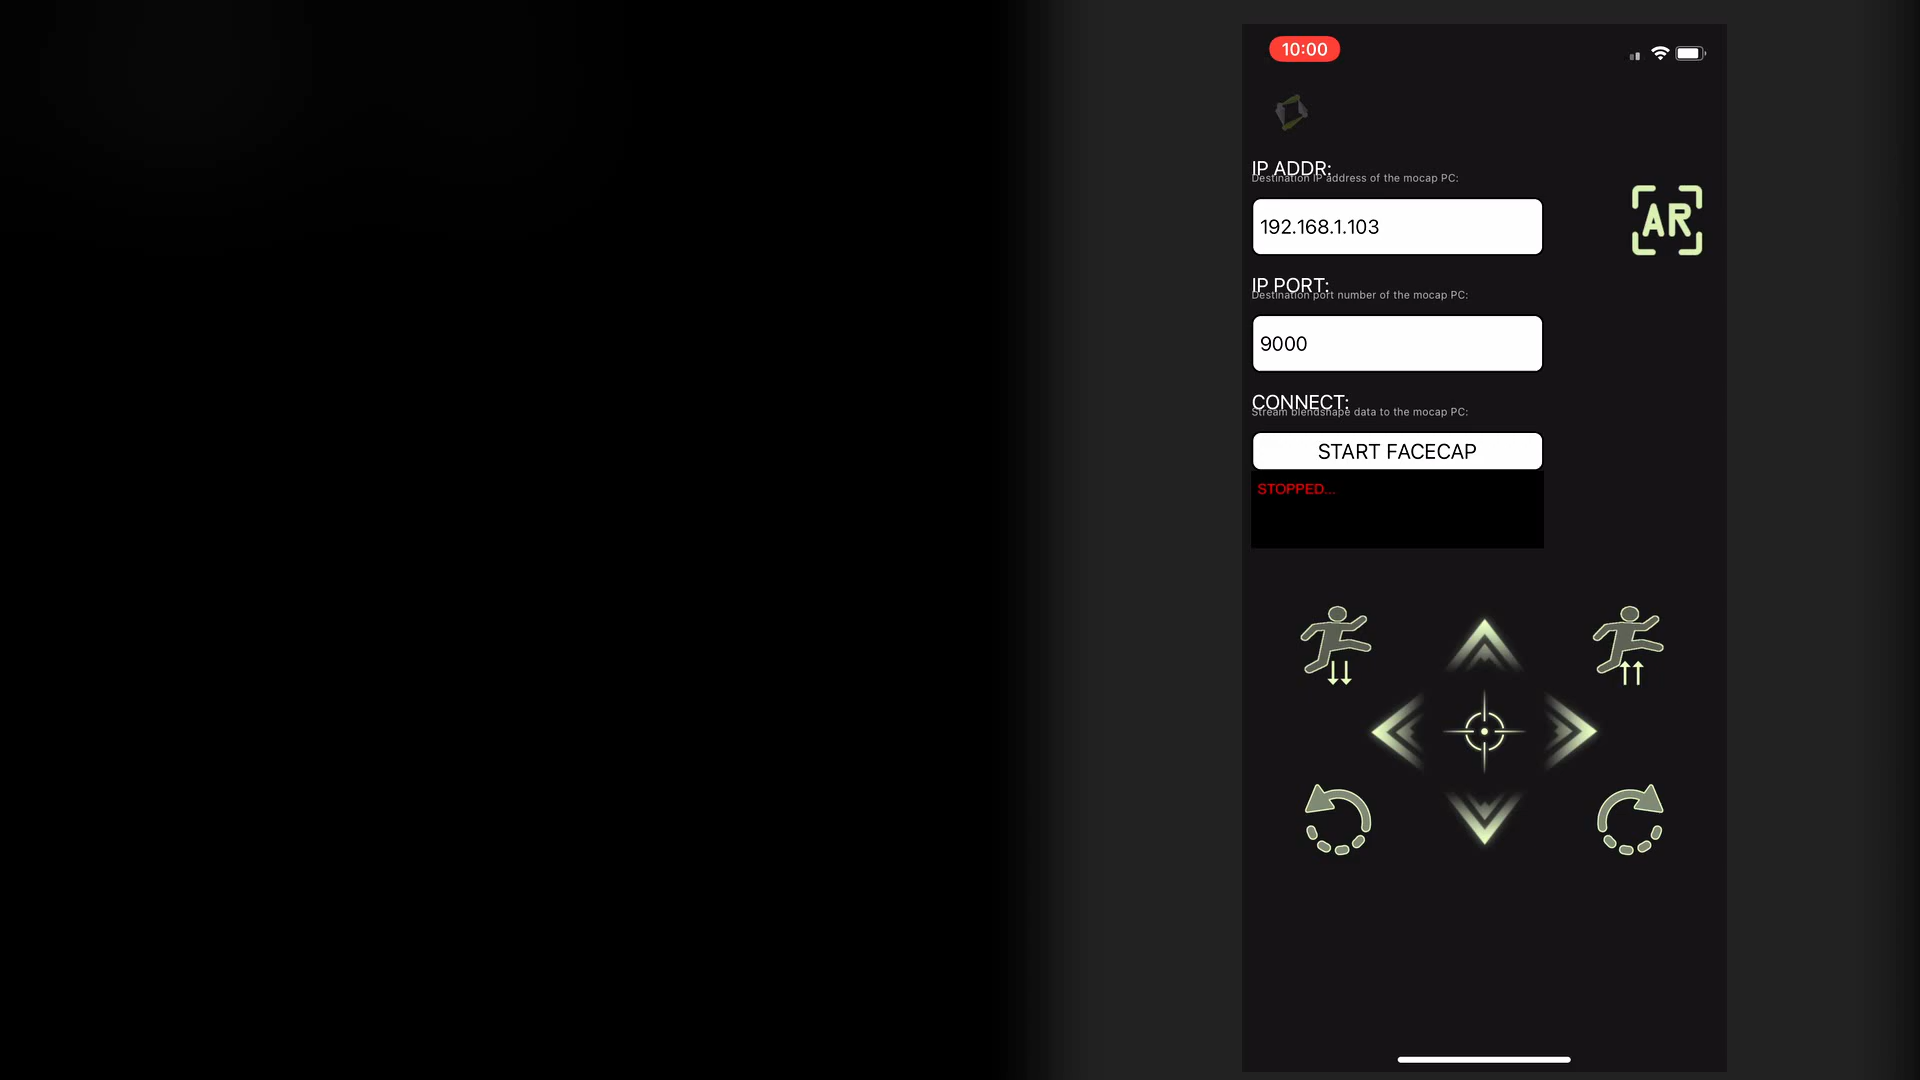 10:00
IP ADDR:
Destination IP address of the mocap PC:
192.168.1.103
AR
IP PORT:
Destination port number of the mocap PC:
9000
CONNECT:
Stream blendshape data to the mocap PC:
START FACECAP
STOPPED...